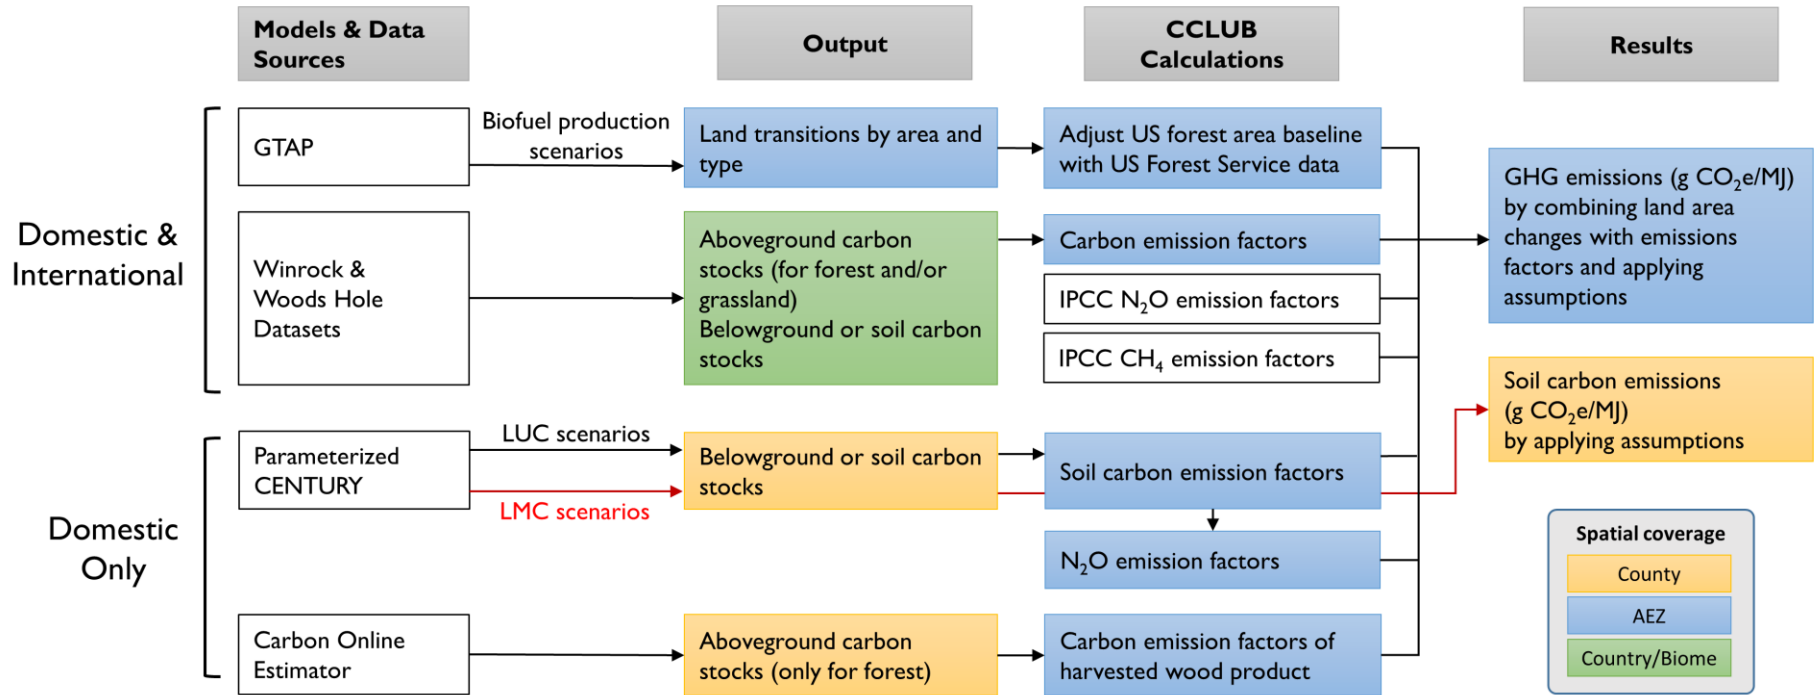 Models & Data
Sources
Output
CCLUB
Calculations
Results
Domestic &
International
GTAP
Biofuel production
scenarios
Land transitions by area and
type
Adjust US forest area baseline
with US Forest Service data
GHG emissions (g CO₂e/MJ)
by combining land area
changes with emissions
factors and applying
assumptions
Winrock &
Woods Hole
Datasets
Aboveground carbon
stocks (for forest and/or
grassland)
Belowground or soil carbon
stocks
Carbon emission factors
IPCC N₂O emission factors
IPCC CH₄ emission factors
Soil carbon emissions
(g CO₂e/MJ)
by applying assumptions
Domestic
Only
Parameterized
CENTURY
LUC scenarios
LMC scenarios
Belowground or soil carbon
stocks
Soil carbon emission factors
N₂O emission factors
Carbon Online
Estimator
Aboveground carbon
stocks (only for forest)
Carbon emission factors of
harvested wood product
Spatial coverage
County
AEZ
Country/Biome